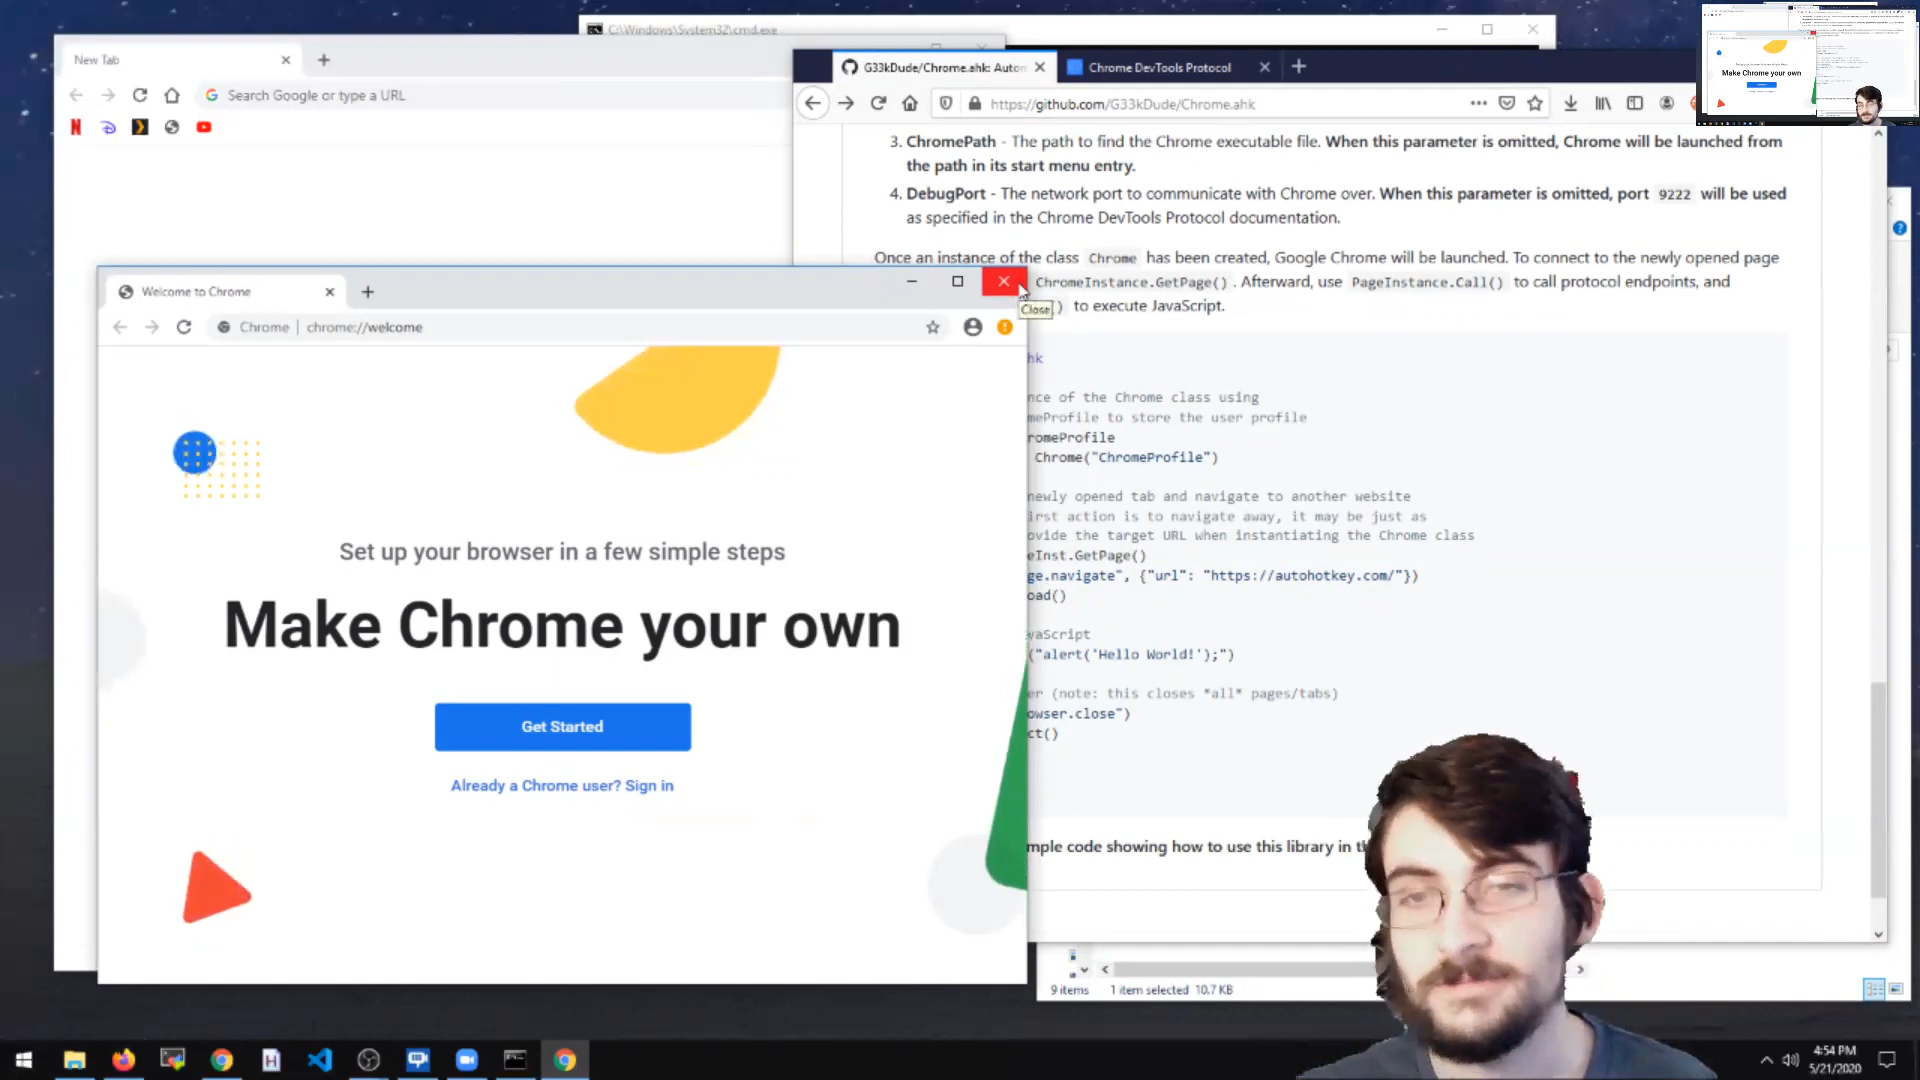 C:\Windows\System32\cmd.exe
New Tab
Search Google or type a URL
G33kDude/Chrome.ahk: Auton
Chrome DevTools Protocol
https://github.com/G33kDude/Chrome.ahk
3. ChromePath - The path to find the Chrome executable file. When this parameter is omitted, Chrome will be launched from
the path in its start menu entry.
4. DebugPort - The network port to communicate with Chrome over. When this parameter is omitted, port 9222 will be used
as specified in the Chrome DevTools Protocol documentation.
Once an instance of the class Chrome has been created, Google Chrome will be launched. To connect to the newly opened page
ChromeInstance.GetPage() . Afterward, use PageInstance.Call() to call protocol endpoints, and
) to execute JavaScript.
Close
Welcome to Chrome
Chrome | chrome://welcome
Set up your browser in a few simple steps
Make Chrome your own
Get Started
Already a Chrome user? Sign in
hk
nce of the Chrome class using
meProfile to store the user profile
romeProfile
Chrome("ChromeProfile")
newly opened tab and navigate to another website
irst action is to navigate away, it may be just as
ovide the target URL when instantiating the Chrome class
eInst.GetPage()
ge.navigate", {"url": "https://autohotkey.com/"})
oad()
vaScript
("alert('Hello World!');")
er (note: this closes *all* pages/tabs)
owser.close")
ct()
mple code showing how to use this library in th
9 items 1 item selected 10.7 KB
4:54 PM
5/21/2020
Make Chrome your own